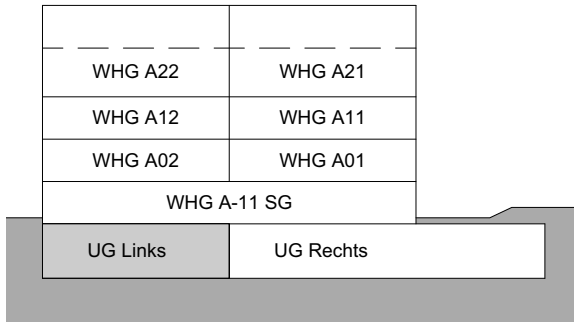 WHG A22 WHG A21
WHG A12 WHG A11
WHG A02 WHG A01
WHG A-11 SG
UG Links UG Rechts